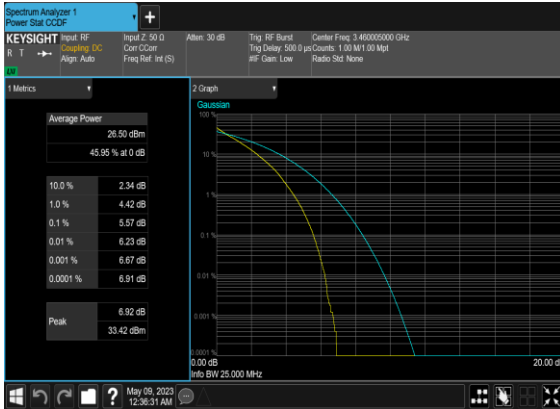 Spectrum Analyzer 1
Power Stat CCDF
KEYSIGHT
R T
Input: RF
Coupling: DC
Align: Auto
Input Z: 50 Ω
Corr CCorr
Freq Ref: Int (S)
Atten: 30 dB
Trig: RF Burst
Trig Delay: 500.0 µs
#IF Gain: Low
Center Freq: 3.460005000 GHz
Counts: 1.00 M/1.00 Mpt
Radio Std: None
1 Metrics
Average Power
26.50 dBm
45.95 % at 0 dB
10.0 % 2.34 dB
1.0 % 4.42 dB
0.1 % 5.57 dB
0.01 % 6.23 dB
0.001 % 6.67 dB
0.0001 % 6.91 dB
Peak
6.92 dB
33.42 dBm
2 Graph
Gaussian
100 %
10 %
1 %
0.1 %
0.01 %
0.001 %
0.0001 %
0.00 dB
20.00 d
Info BW 25.000 MHz
?
May 09, 2023
12:36:31 AM